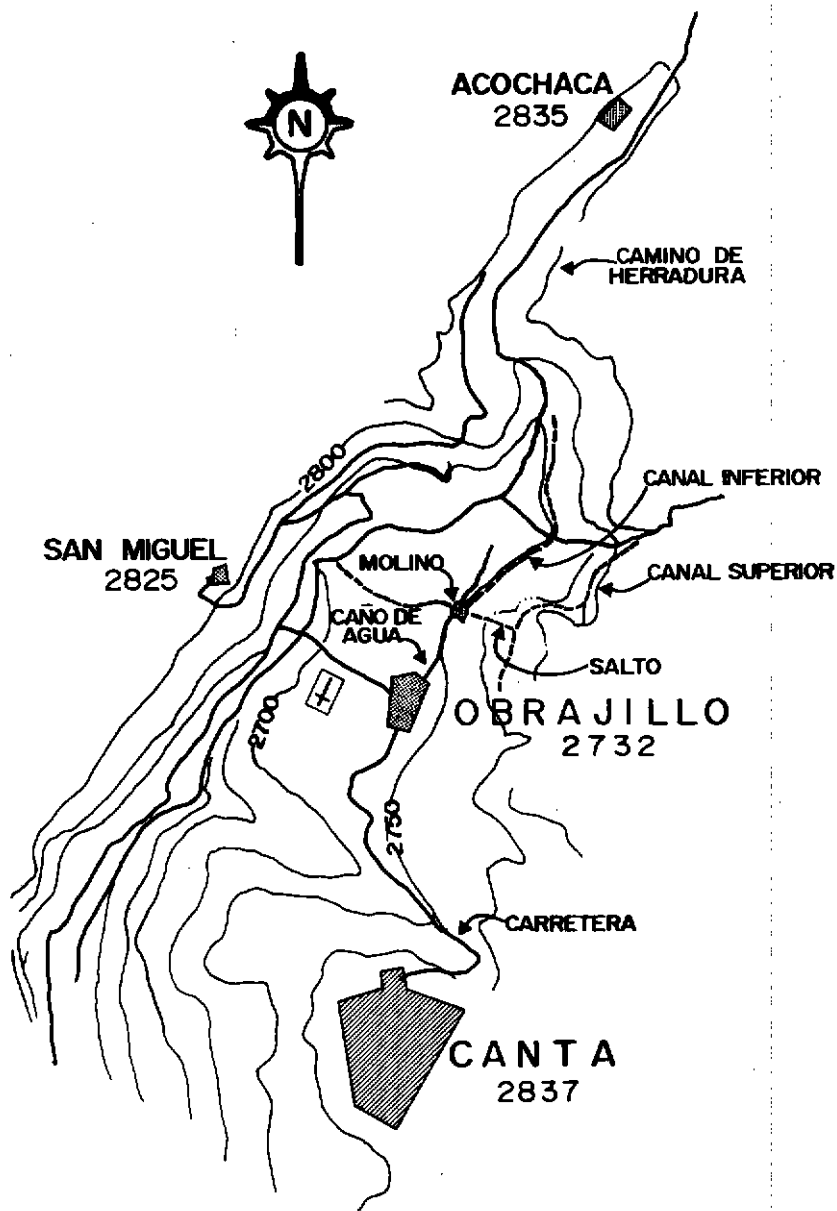 ACOCHACA
2835
N
CAMINO DE
HERRADURA
2800
CANAL INFERIOR
SAN MIGUEL
2825
MOLINO
CANAL SUPERIOR
CAÑO DE
AGUA
SALTO
OBRAJILLO
2732
2700
2750
CARRETERA
CANTA
2837